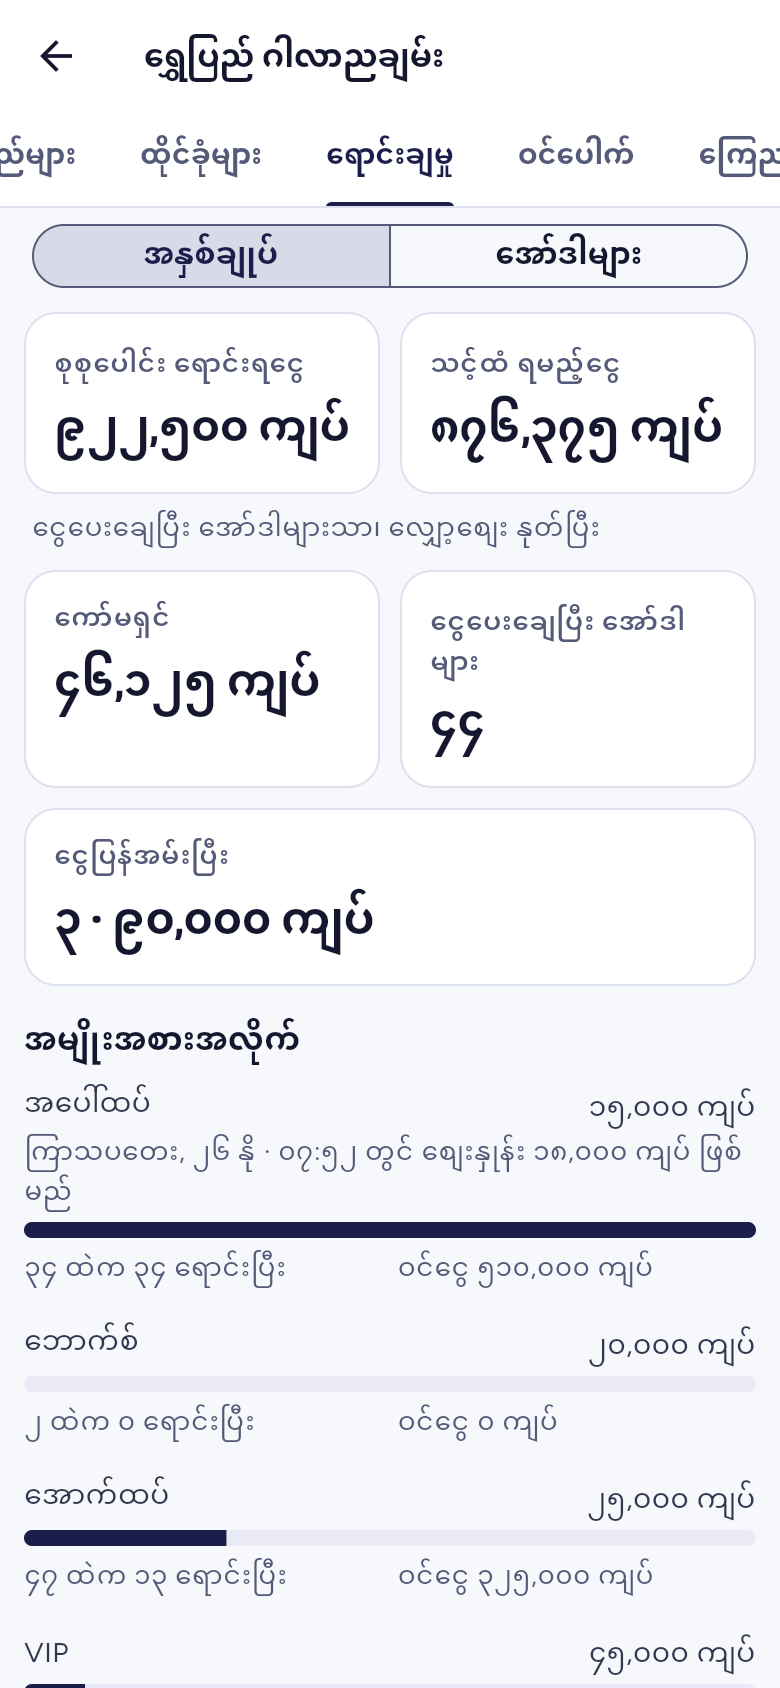 ရွှေပြည် ဂါလာညချမ်း
ည်များ ထိုင်ခုံများ ရောင်းချမှု ဝင်ပေါက်
အနှစ်ချုပ် အော်ဒါများ
စုစုပေါင်း ရောင်းရငွေ
၉၂၂,၅၀၀ ကျပ်
သင့်ထံ ရမည့်ငွေ
၈၇၆,၃၇၅ ကျပ်
ငွေပေးချေပြီး အော်ဒါများသာ၊ လျှော့စျေး နုတ်ပြီး
ကော်မရှင်
၄၆,၁၂၅ ကျပ်
ငွေပေးချေပြီး အော်ဒါ
များ
၄၄
ငွေပြန်အမ်းပြီး
၃ · ၉၀,၀၀၀ ကျပ်
အမျိုးအစားအလိုက်
အပေါ်ထပ် ၁၅,၀၀၀ ကျပ်
ကြာသပတေး, ၂၆ နို · ၀၇:၅၂ တွင် စျေးနှုန်း ၁၈,၀၀၀ ကျပ် ဖြစ်
မည်
၃၄ ထဲက ၃၄ ရောင်းပြီး ဝင်ငွေ ၅၁၀,၀၀၀ ကျပ်
ဘောက်စ် ၂၀,၀၀၀ ကျပ်
၂ ထဲက ၀ ရောင်းပြီး ဝင်ငွေ ၀ ကျပ်
အောက်ထပ် ၂၅,၀၀၀ ကျပ်
၄၇ ထဲက ၁၃ ရောင်းပြီး ဝင်ငွေ ၃၂၅,၀၀၀ ကျပ်
VIP ၄၅,၀၀၀ ကျပ်